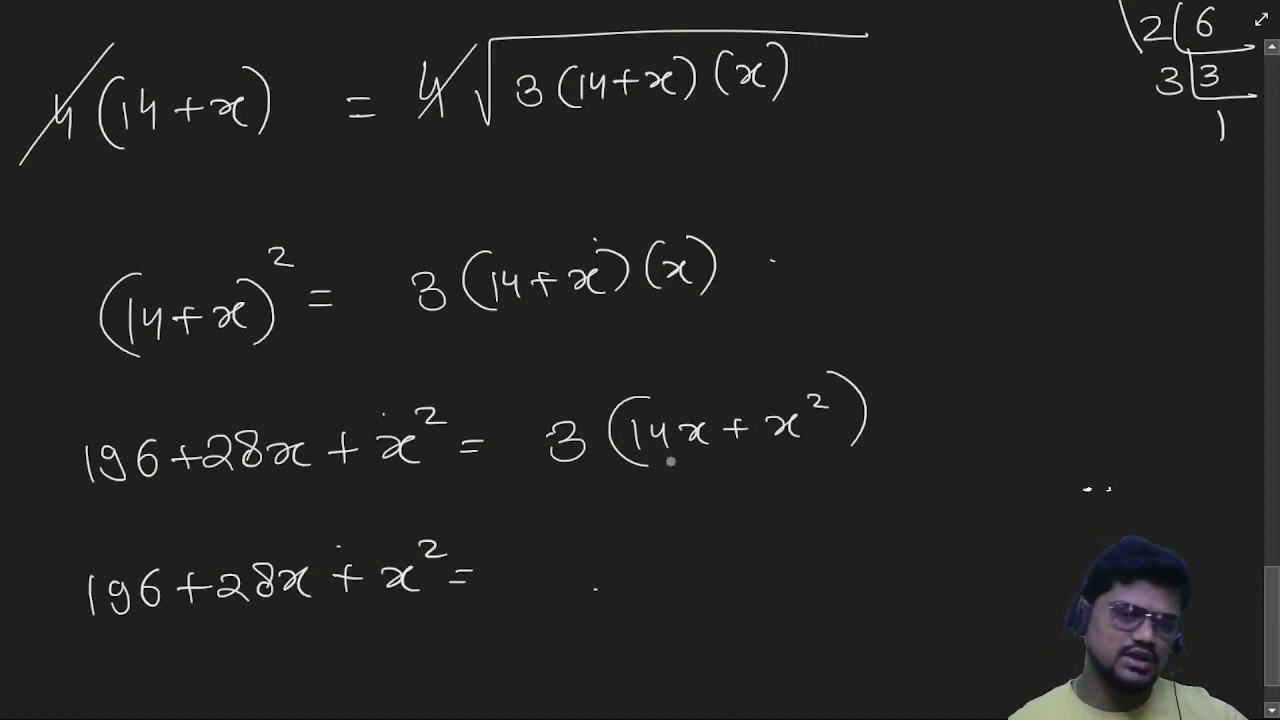 4(14+x) = 4√3(14+x)(x)
2(6
3|3
1
(14+x)² = 3(14+x)(x)
196+28x+x² = 3(14x+x²)
196+28x+x² =